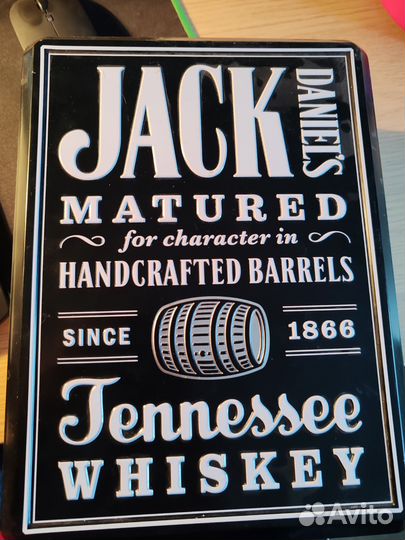 JACK
DANIEL'S
MATURED
for character in
HANDCRAFTED BARRELS
SINCE 1866
Tennessee
WHISKEY
Avito